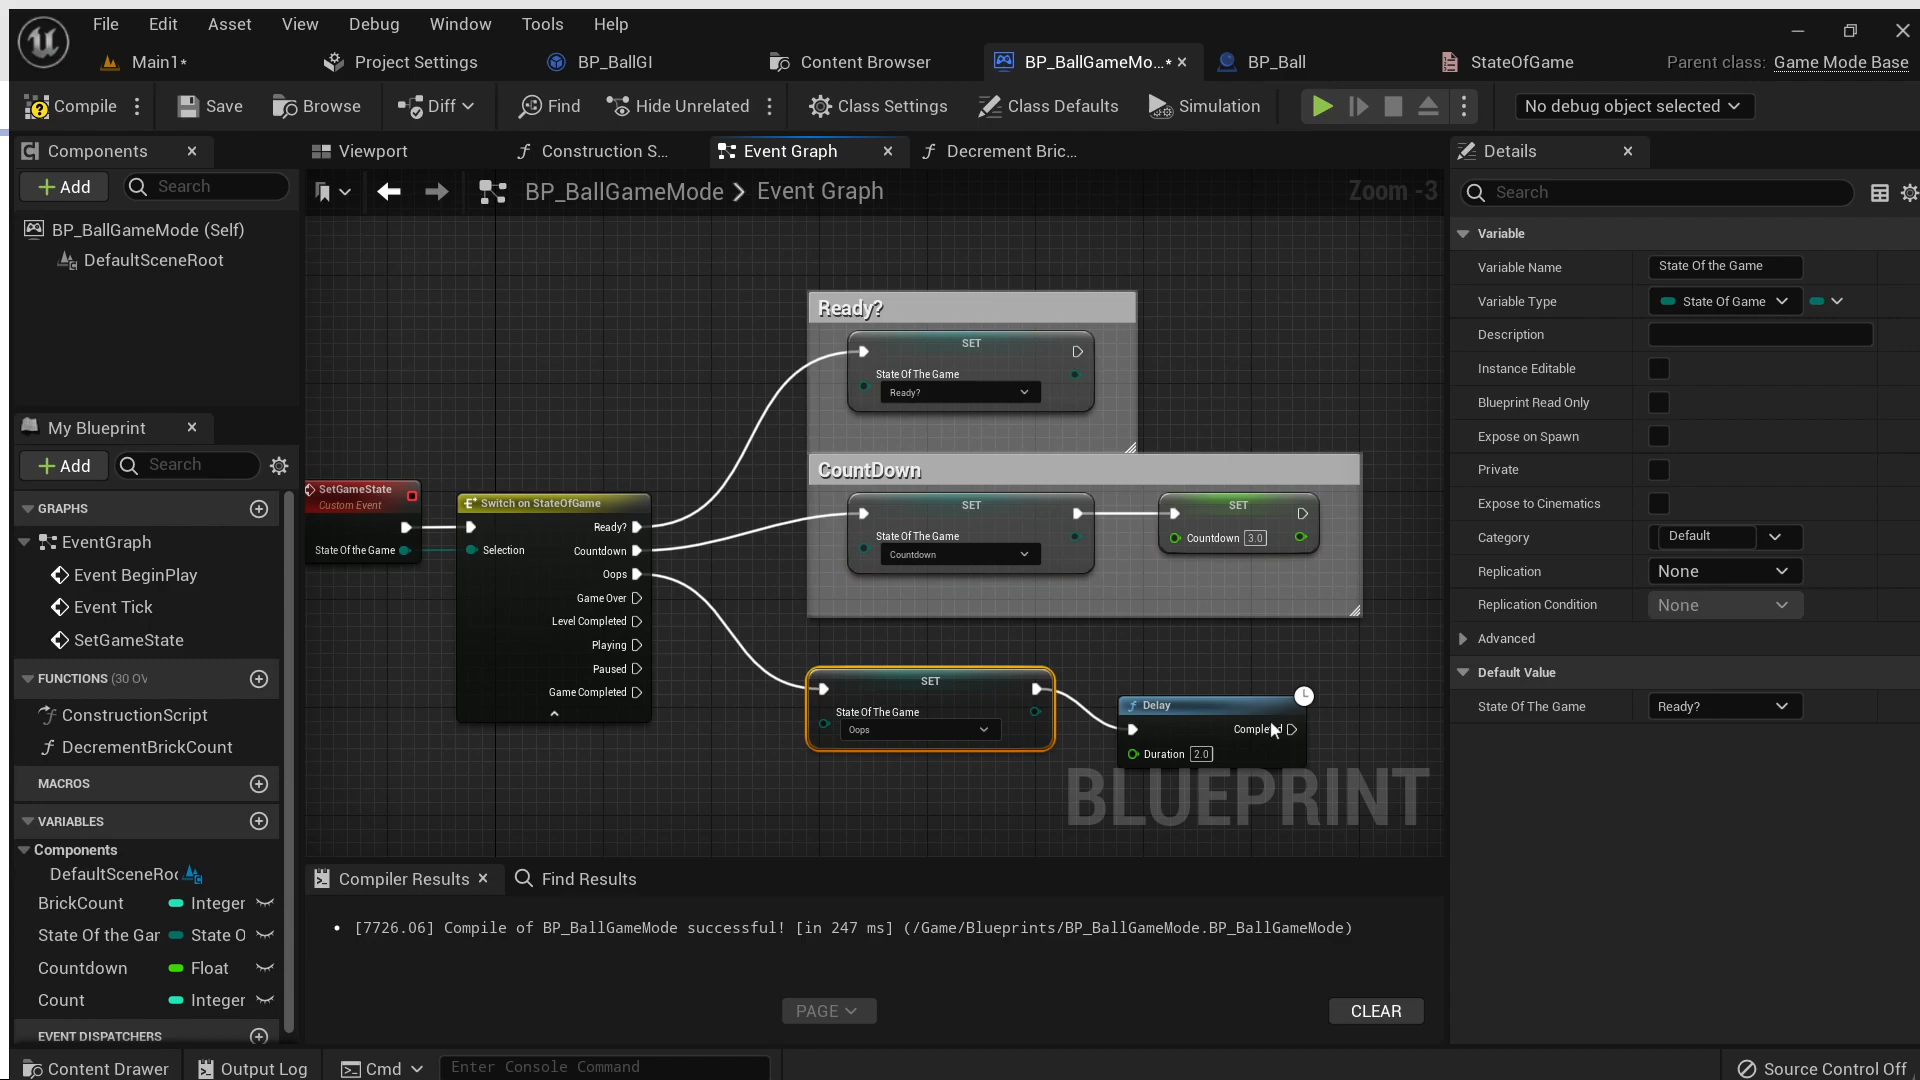 File Edit Asset View Debug Window Tools Help
Main1* Project Settings BP_BallGI Content Browser BP_BallGameMo...* BP_Ball StateOfGame Parent class: Game Mode Base
Compile Save Browse Diff Find Hide Unrelated Class Settings Class Defaults Simulation No debug object selected
Components Viewport Construction S... Event Graph Decrement Bric... Details
Add Search BP_BallGameMode Event Graph Zoom -3 Search
BP_BallGameMode (Self)
DefaultSceneRoot
My Blueprint
Add Search
GRAPHS
EventGraph
Event BeginPlay
Event Tick
SetGameState
FUNCTIONS (30 OV
ConstructionScript
DecrementBrickCount
MACROS
VARIABLES
Components
DefaultSceneRoo
BrickCount Integer
State Of the Gar State O
Countdown Float
Count Integer
EVENT DISPATCHERS
SetGameState
Custom Event
State Of the Game
Switch on StateOfGame
Selection
Ready?
Countdown
Oops
Game Over
Level Completed
Playing
Paused
Game Completed
Ready?
SET
State Of The Game
Ready?
CountDown
SET
State Of The Game
Countdown
SET
Countdown 3.0
SET
State Of The Game
Oops
Delay
Completed
Duration 2.0
BLUEPRINT
Variable
Variable Name State Of the Game
Variable Type State Of Game
Description
Instance Editable
Blueprint Read Only
Expose on Spawn
Private
Expose to Cinematics
Category Default
Replication None
Replication Condition None
Advanced
Default Value
State Of The Game Ready?
Compiler Results Find Results
[7726.06] Compile of BP_BallGameMode successful! [in 247 ms] (/Game/Blueprints/BP_BallGameMode.BP_BallGameMode)
PAGE CLEAR
Content Drawer Output Log Cmd Enter Console Command Source Control Off